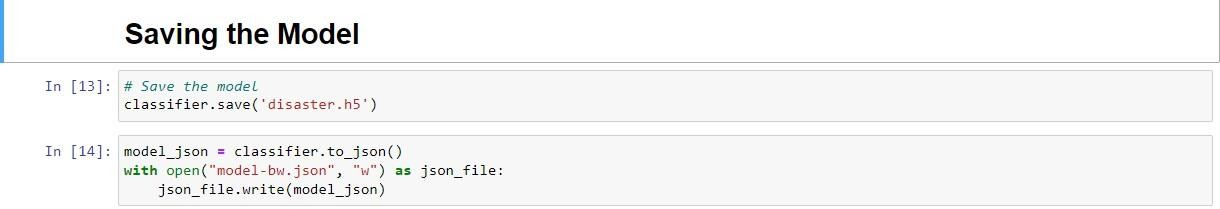 Saving the Model
In [13]: # Save the model
classifier.save('disaster.h5')
In [14]: model_json = classifier.to_json()
with open("model-bw.json", "w") as json_file:
    json_file.write(model_json)